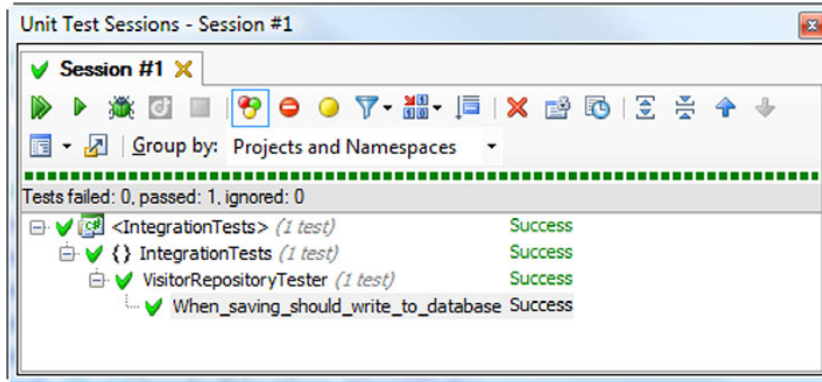 Unit Test Sessions - Session #1
Session #1
Group by: Projects and Namespaces
Tests failed: 0, passed: 1, ignored: 0
<IntegrationTests> (1 test) Success
{} IntegrationTests (1 test) Success
VisitorRepositoryTester (1 test) Success
When_saving_should_write_to_database Success